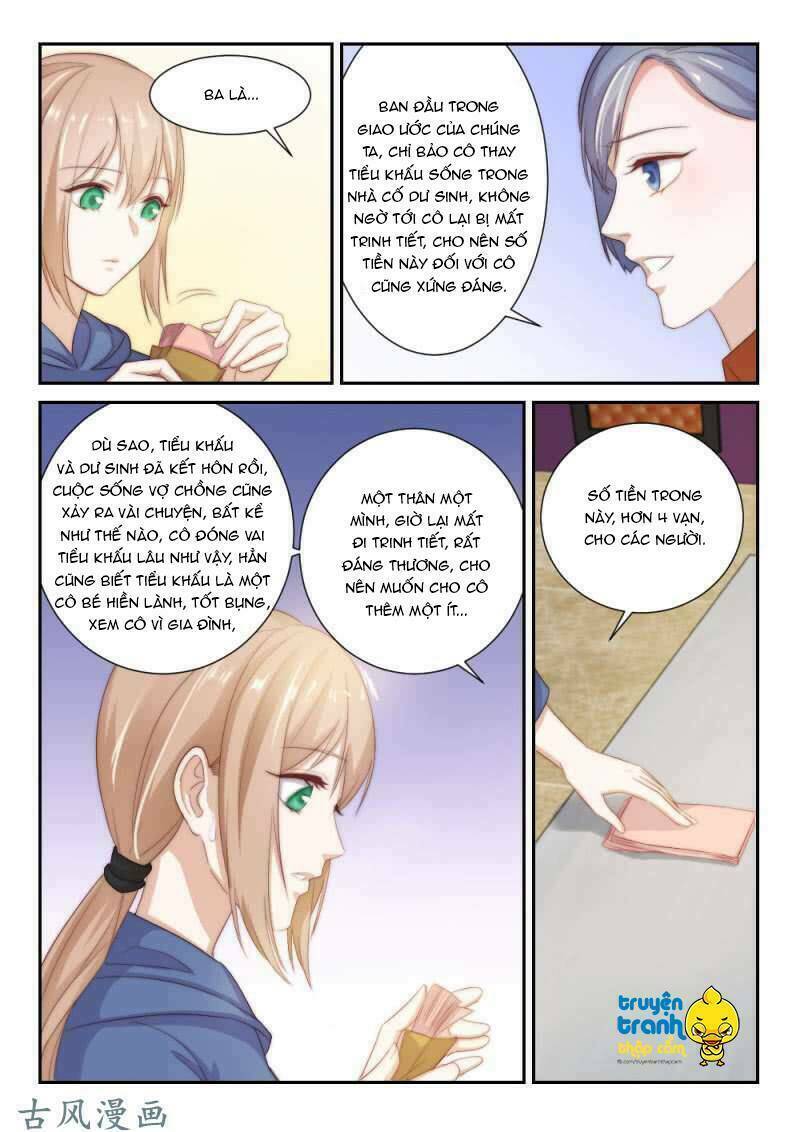 BA LÀ...
BAN ĐẦU TRONG
GIAO ƯỚC CỦA CHÚNG
TA, CHỈ BẢO CÔ THAY
TIỂU KHẤU SỐNG TRONG
NHÀ CỐ DƯ SINH, KHÔNG
NGỜ TỚI CÔ LẠI BỊ MẤT
TRINH TIẾT, CHO NÊN SỐ
TIỀN NÀY ĐỐI VỚI CÔ
CŨNG XỨNG ĐÁNG.
DÙ SAO, TIỂU KHẤU
VÀ DƯ SINH ĐÃ KẾT HÔN RỒI,
CUỘC SỐNG VỢ CHỒNG CŨNG
XẢY RA VÀI CHUYỆN, BẤT KỂ
NHƯ THẾ NÀO, CÔ ĐÓNG VAI
TIỂU KHẤU LÂU NHƯ VẬY, HẲN
CŨNG BIẾT TIỂU KHẤU LÀ MỘT
CÔ BÉ HIỀN LÀNH, TỐT BỤNG,
XEM CÔ VÌ GIA ĐÌNH,
MỘT THÂN MỘT
MÌNH, GIỜ LẠI MẤT
ĐI TRINH TIẾT, RẤT
ĐÁNG THƯƠNG, CHO
NÊN MUỐN CHO CÔ
THÊM MỘT ÍT...
SỐ TIỀN TRONG
NÀY, HƠN 4 VẠN,
CHO CÁC NGƯỜI.
truyện
tranh
thập cẩm
古风漫画